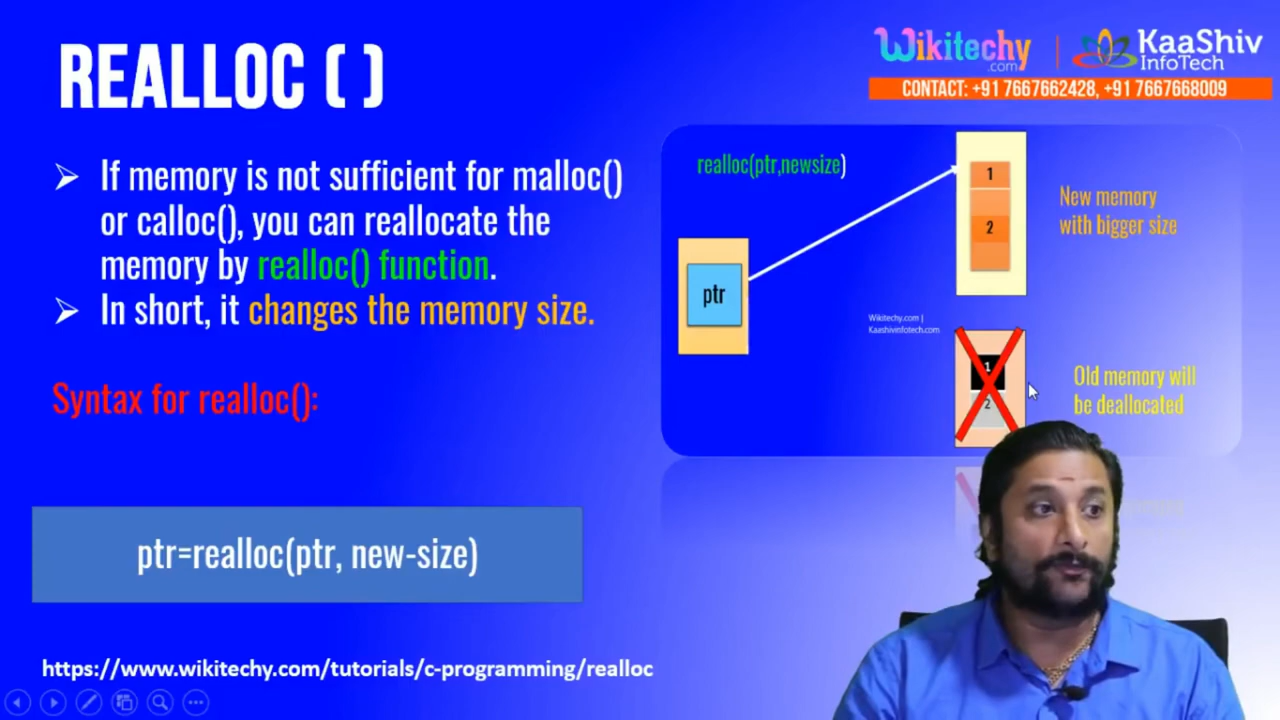 REALLOC ( )
Wikitechy
.com
KaaShiv
InfoTech
CONTACT: +91 7667662428, +91 7667668009
➢ If memory is not sufficient for malloc()
or calloc(), you can reallocate the
memory by realloc() function.
➢ In short, it changes the memory size.
Syntax for realloc():
ptr=realloc(ptr, new-size)
https://www.wikitechy.com/tutorials/c-programming/realloc
realloc(ptr,newsize)
ptr
1
2
New memory
with bigger size
Wikitechy.com |
Kaashivinfotech.com
1
2
Old memory will
be deallocated